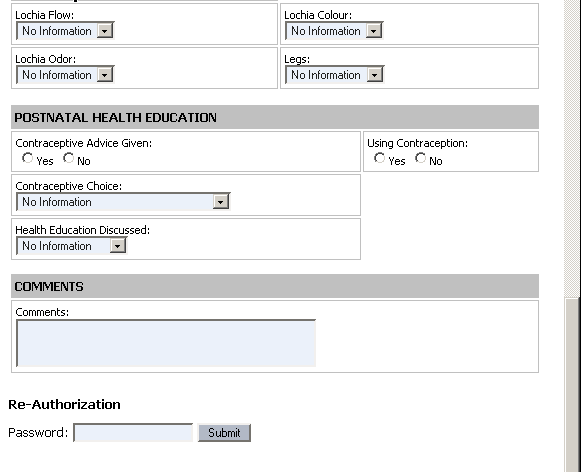 Lochia Flow: Lochia Colour:
No Information No Information
Lochia Odor: Legs:
No Information No Information
POSTNATAL HEALTH EDUCATION
Contraceptive Advice Given: Using Contraception:
Yes No Yes No
Contraceptive Choice:
No Information
Health Education Discussed:
No Information
COMMENTS
Comments:
Re-Authorization
Password: Submit